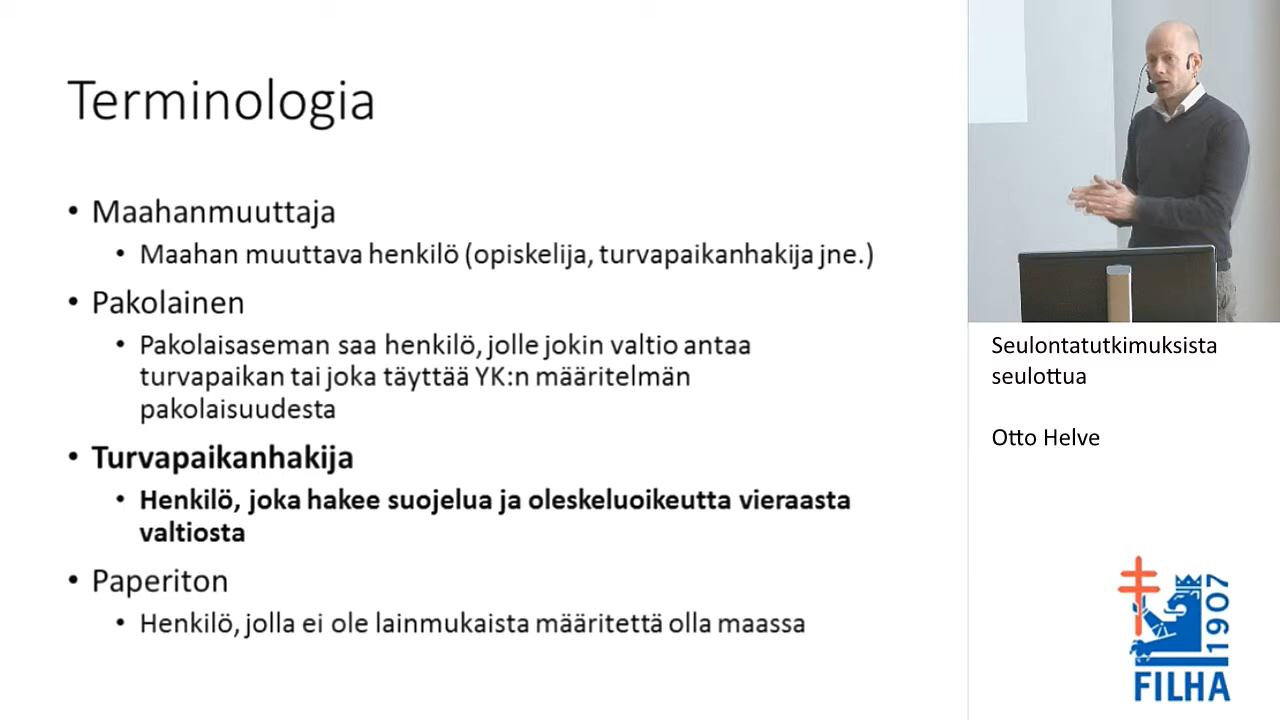 Terminologia
• Maahanmuuttaja
• Maahan muuttava henkilö (opiskelija, turvapaikanhakija jne.)
• Pakolainen
• Pakolaisaseman saa henkilö, jolle jokin valtio antaa
turvapaikan tai joka täyttää YK:n määritelmän
pakolaisuudesta
• Turvapaikanhakija
• Henkilö, joka hakee suojelua ja oleskeluoikeutta vieraasta
valtiosta
• Paperiton
• Henkilö, jolla ei ole lainmukaista määritettä olla maassa
Seulontatutkimuksista
seulottua
Otto Helve
1907
FILHA